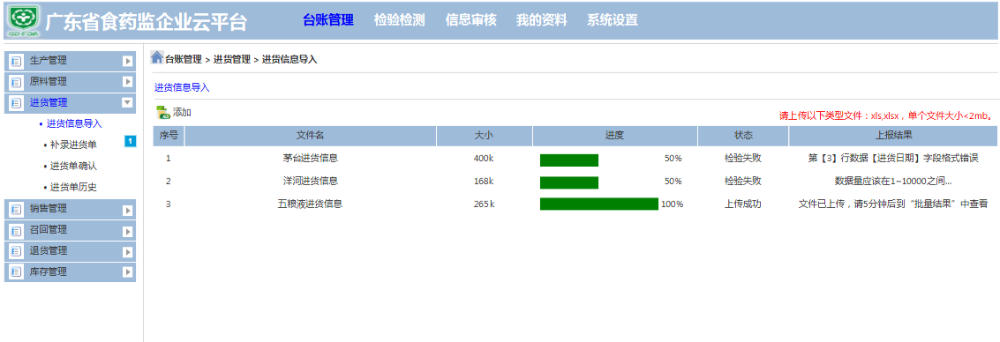 广东省食药监企业云平台
台账管理 检验检测 信息审核 我的资料 系统设置
生产管理
原料管理
进货管理
• 进货信息导入
• 补录进货单 1
• 进货单确认
• 进货单历史
销售管理
召回管理
退货管理
库存管理
台账管理 > 进货管理 > 进货信息导入
进货信息导入
添加
请上传以下类型文件：xls,xlsx，单个文件大小<2mb。
序号 文件名 大小 进度 状态 上报结果
1 茅台进货信息 400k 50% 检验失败 第【3】行数据【进货日期】字段格式错误
2 洋河进货信息 168k 50% 检验失败 数据量应该在1~10000之间...
3 五粮液进货信息 265k 100% 上传成功 文件已上传，请5分钟后到“批量结果”中查看